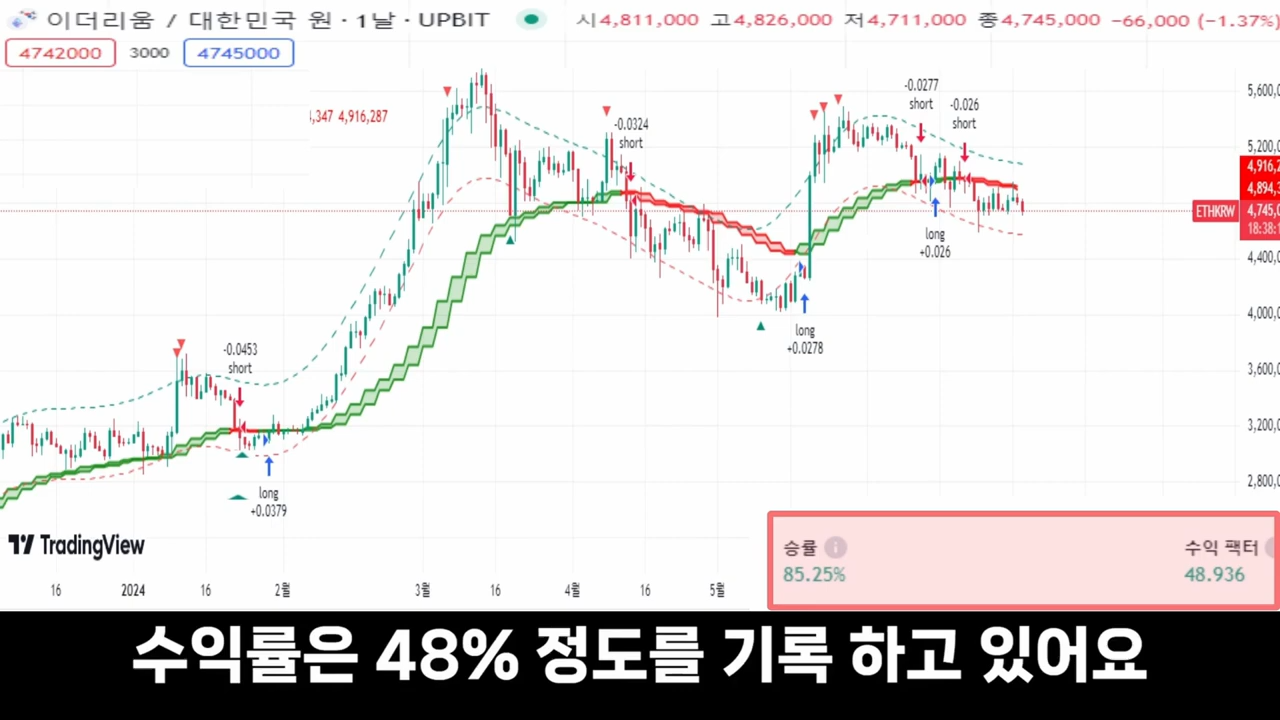 이더리움 / 대한민국 원 · 1날 · UPBIT 시4,811,000 고4,826,000 저4,711,000 종4,745,000 −66,000 (−1.37%)
4742000 3000 4745000
4,347 4,916,287
-0.0277
short
-0.026
short
-0.0324
short
5,600,0
5,200,0
4,916,2
4,894,3
ETHKRW 4,745,0
18:38:1
long
+0.026
4,400,0
4,000,0
long
+0.0278
-0.0453
short
3,600,0
3,200,0
2,800,0
long
+0.0379
TradingView
승률
85.25%
수익 팩터
48.936
16 2024 16 2월 3월 16 4월 16 5월
수익률은 48% 정도를 기록 하고 있어요